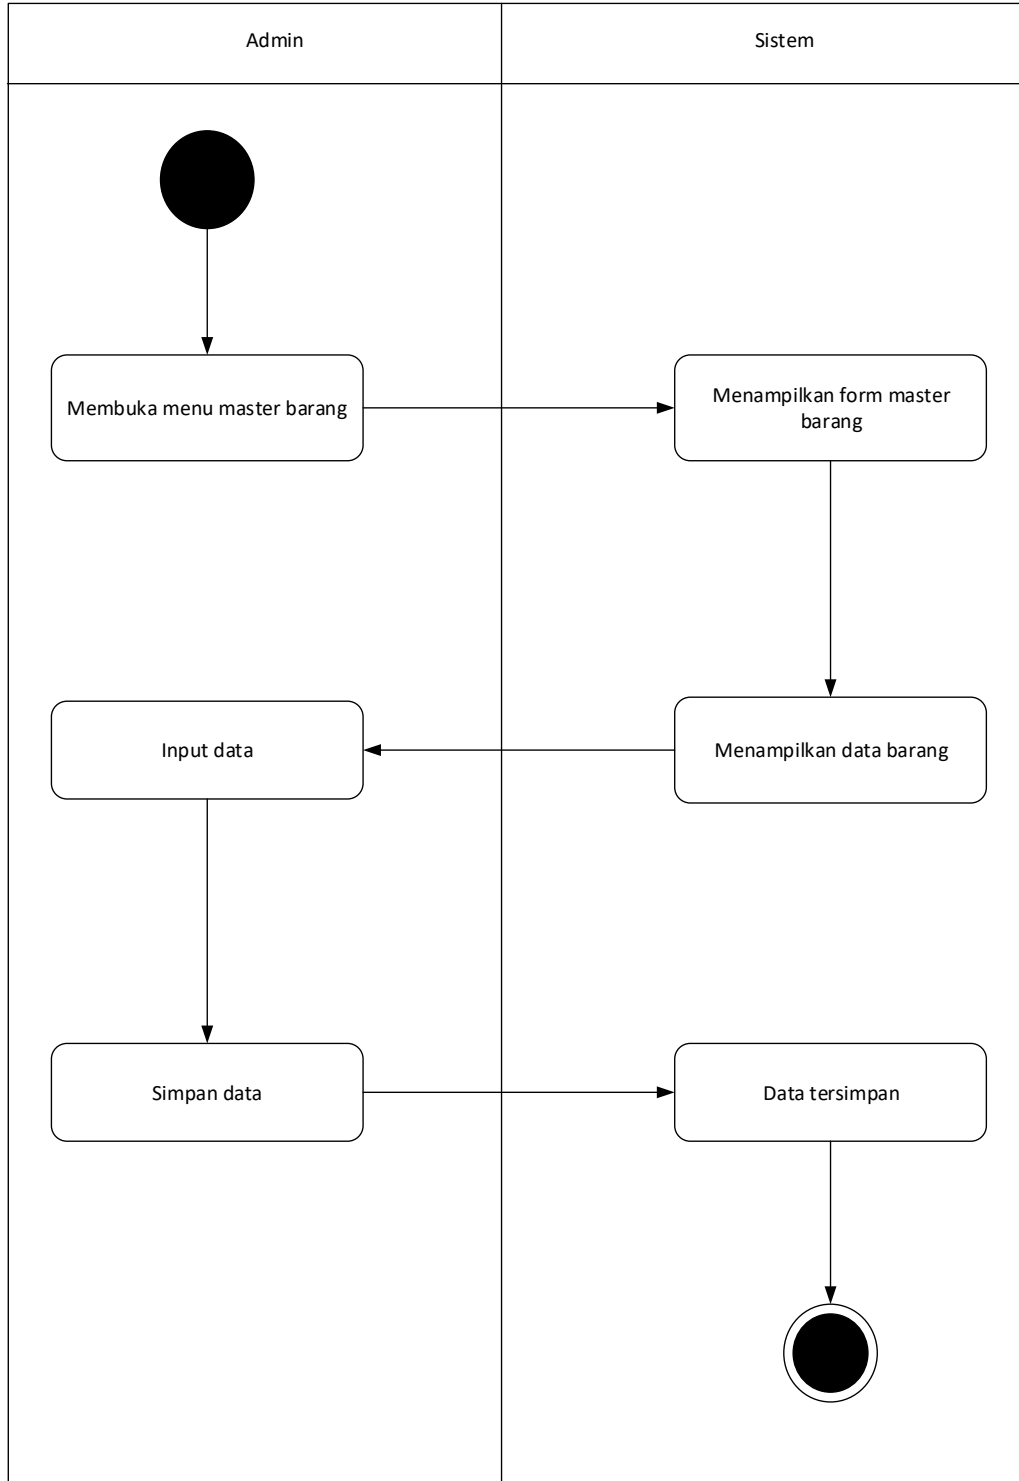 Admin
Sistem
Membuka menu master barang
Menampilkan form master
barang
Input data
Menampilkan data barang
Simpan data
Data tersimpan